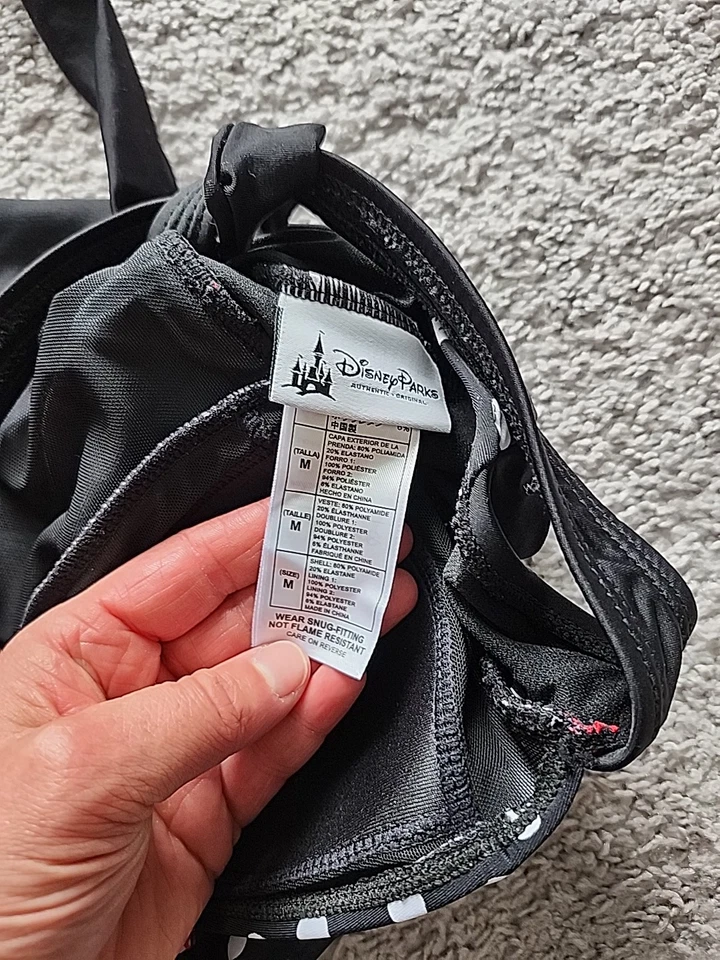 Disney Parks
AUTHENTIC • ORIGINAL
6%
中国製
(TALLA)
M
CAPA EXTERIOR DE LA
PRENDA: 80% POLIAMIDA
20% ELASTANO
FORRO 1:
100% POLIÉSTER
FORRO 2:
94% POLIÉSTER
6% ELASTANO
HECHO EN CHINA
(TAILLE)
M
VESTE: 80% POLYAMIDE
20% ÉLASTHANNE
DOUBLURE 1:
100% POLYESTER
DOUBLURE 2:
94% POLYESTER
6% ÉLASTHANNE
FABRIQUÉ EN CHINE
(SIZE)
M
SHELL: 80% POLYAMIDE
20% ELASTANE
LINING 1:
100% POLYESTER
LINING 2:
94% POLYESTER
6% ELASTANE
MADE IN CHINA
WEAR SNUG-FITTING
NOT FLAME RESISTANT
CARE ON REVERSE